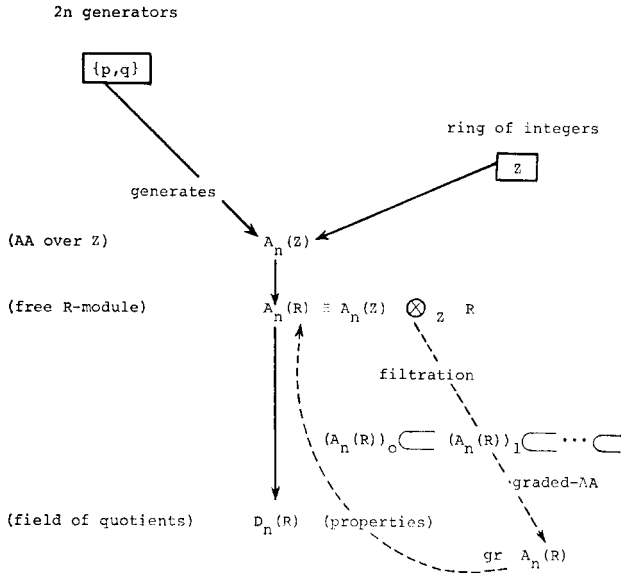 2n generators
{p,q}
ring of integers
Z
generates
(AA over Z) A_n(Z)
(free R-module) A_n(R) ≡ A_n(Z) ⊗_Z R
filtration
(A_n(R))_o ⊂ (A_n(R))_1 ⊂ ··· ⊂
graded-AA
(field of quotients) D_n(R) (properties)
gr A_n(R)